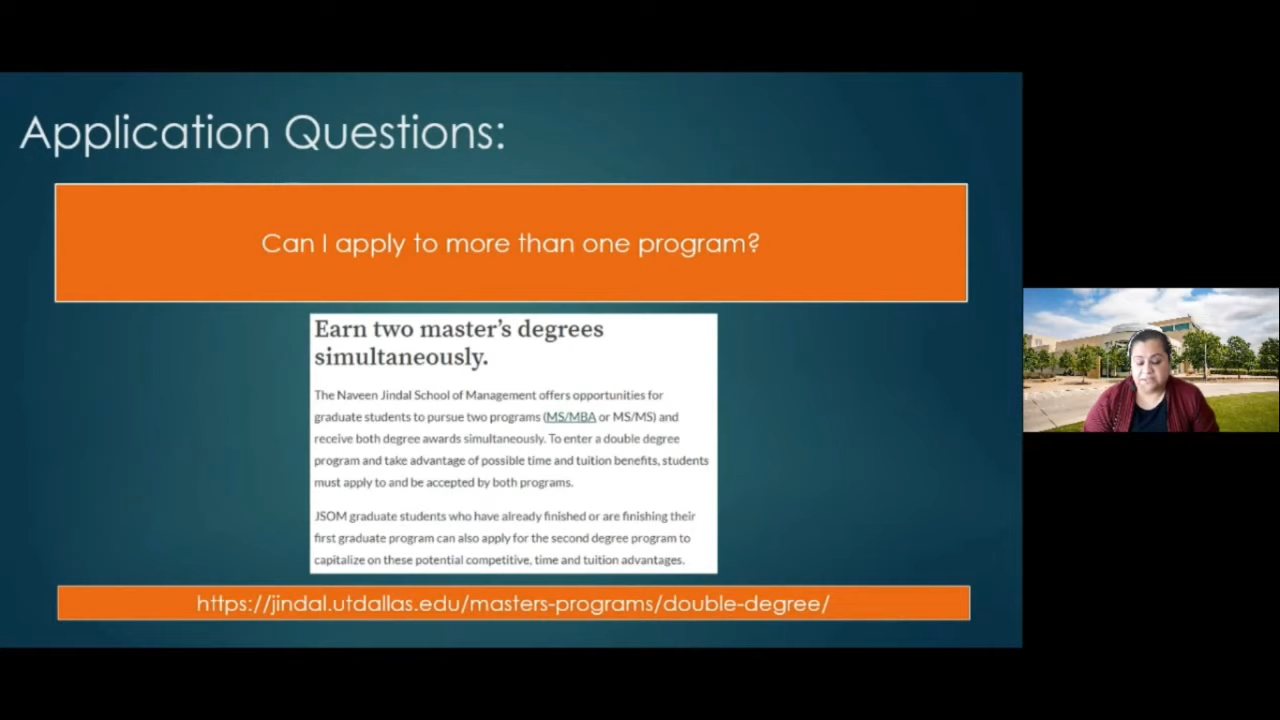 Application Questions:
Can I apply to more than one program?
Earn two master's degrees
simultaneously.
The Naveen Jindal School of Management offers opportunities for
graduate students to pursue two programs (MS/MBA or MS/MS) and
receive both degree awards simultaneously. To enter a double degree
program and take advantage of possible time and tuition benefits, students
must apply to and be accepted by both programs.
JSOM graduate students who have already finished or are finishing their
first graduate program can also apply for the second degree program to
capitalize on these potential competitive, time and tuition advantages.
https://jindal.utdallas.edu/masters-programs/double-degree/